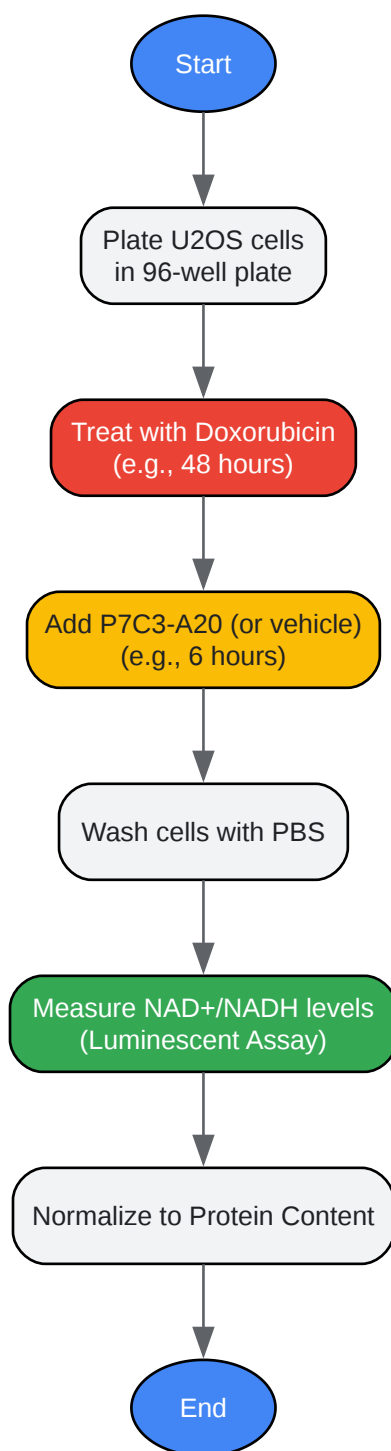 Start
Plate U2OS cells
in 96-well plate
Treat with Doxorubicin
(e.g., 48 hours)
Add P7C3-A20 (or vehicle)
(e.g., 6 hours)
Wash cells with PBS
Measure NAD+/NADH levels
(Luminescent Assay)
Normalize to Protein Content
End